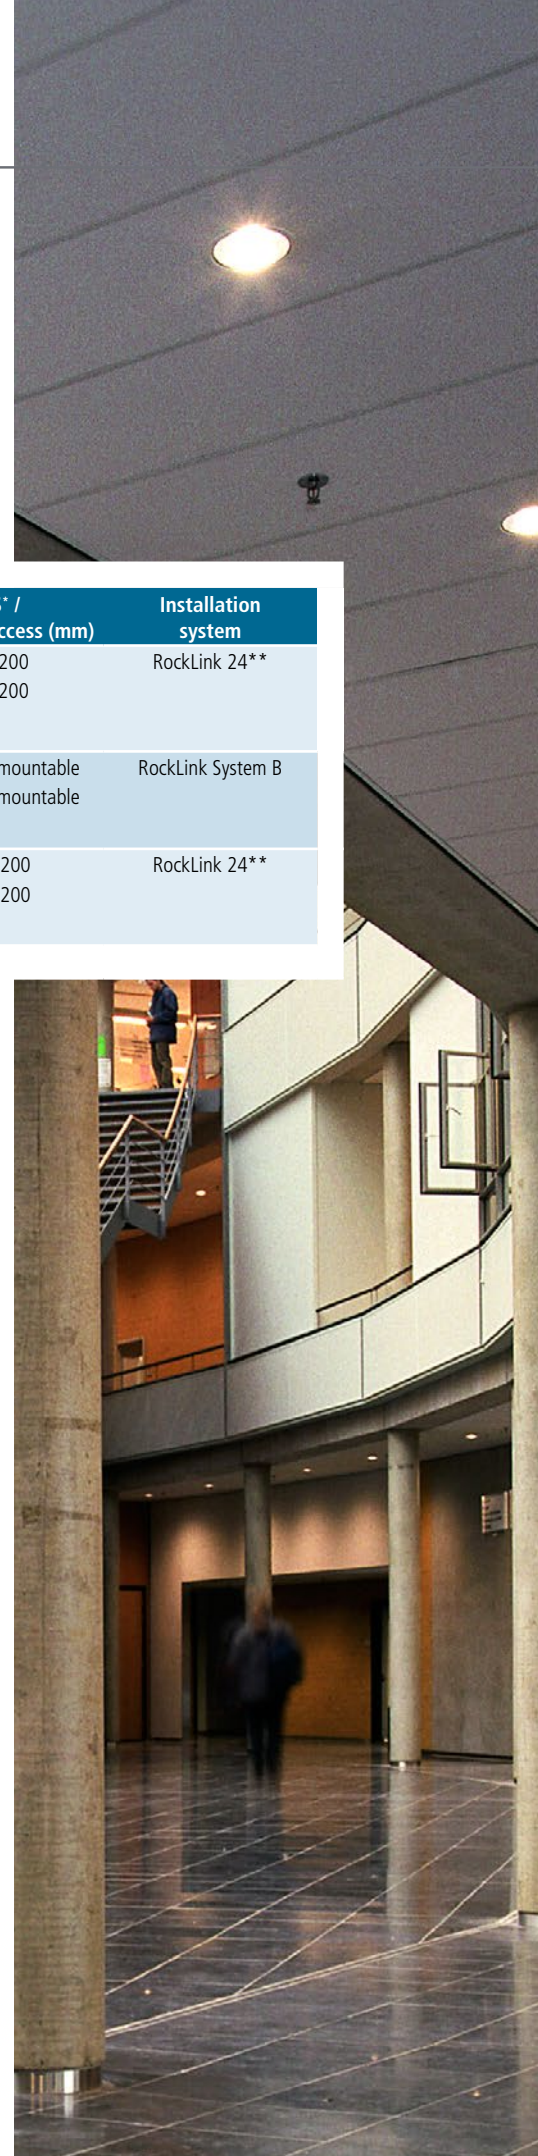 * /
ccess (mm)
Installation
system
200
200
RockLink 24**
mountable
mountable
RockLink System B
200
200
RockLink 24**